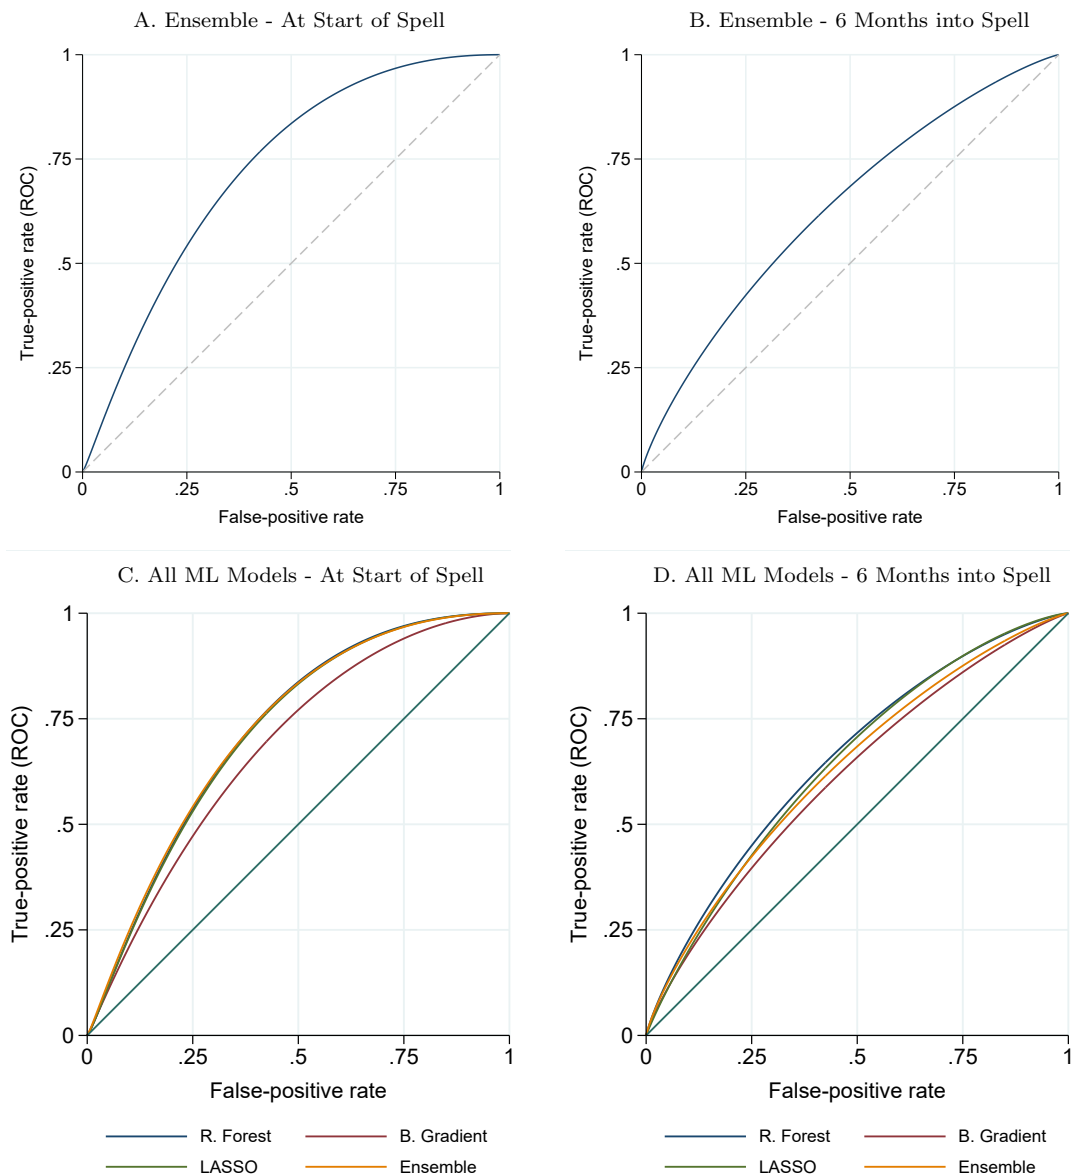 A. Ensemble - At Start of Spell
True-positive rate (ROC)
1
.75
.5
.25
0
0 .25 .5 .75 1
False-positive rate
B. Ensemble - 6 Months into Spell
True-positive rate (ROC)
1
.75
.5
.25
0
0 .25 .5 .75 1
False-positive rate
C. All ML Models - At Start of Spell
True-positive rate (ROC)
1
.75
.5
.25
0
0 .25 .5 .75 1
False-positive rate
R. Forest B. Gradient
LASSO Ensemble
D. All ML Models - 6 Months into Spell
True-positive rate (ROC)
1
.75
.5
.25
0
0 .25 .5 .75 1
False-positive rate
R. Forest B. Gradient
LASSO Ensemble